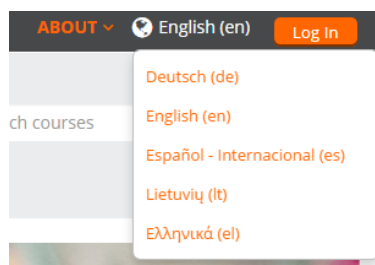 ABOUT English (en) Log In
Deutsch (de)
English (en)
ch courses
Español - Internacional (es)
Lietuvių (lt)
Ελληνικά (el)